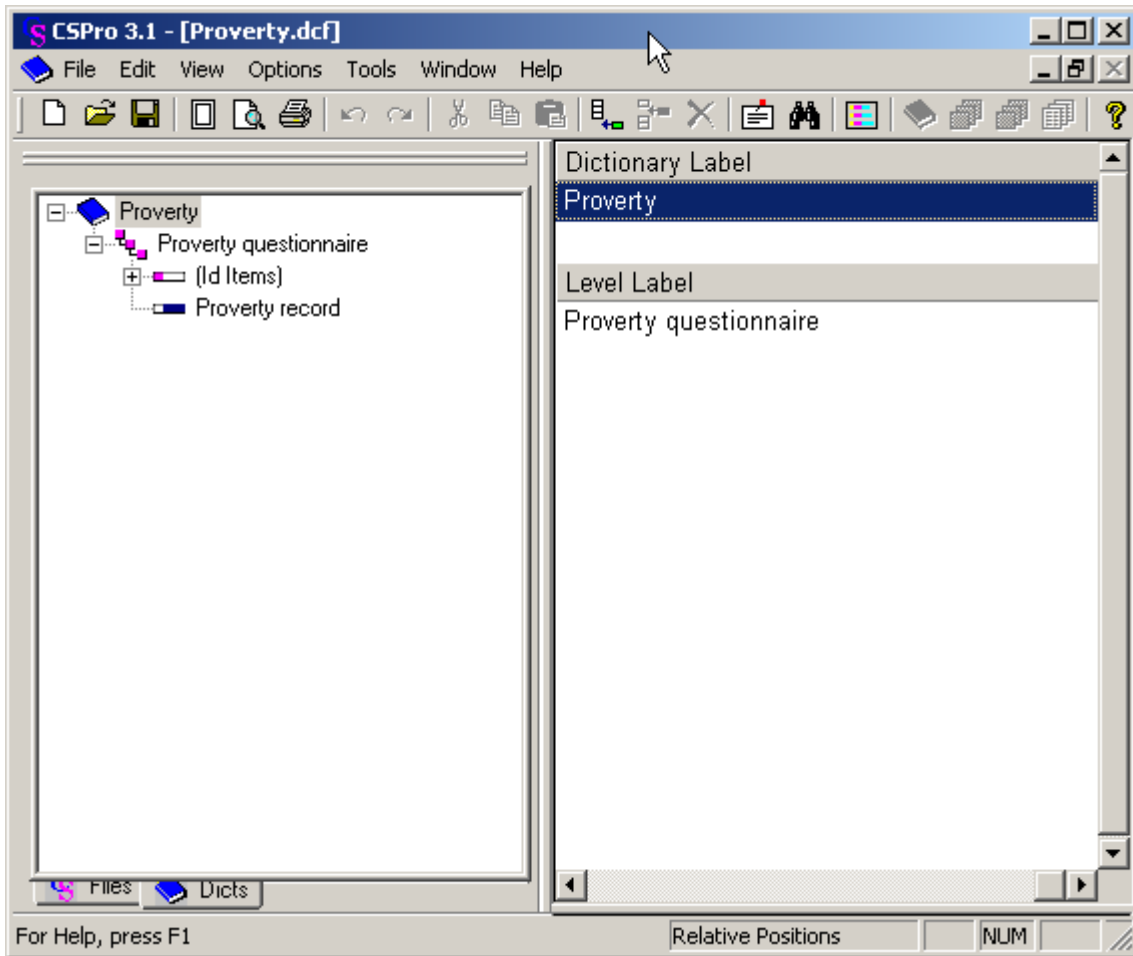 CSPro 3.1 - [Proverty.dcf]
File Edit View Options Tools Window Help
Dictionary Label
Proverty
Level Label
Proverty questionnaire
Proverty
Proverty questionnaire
(Id Items)
Proverty record
Files Dicts
For Help, press F1 Relative Positions NUM